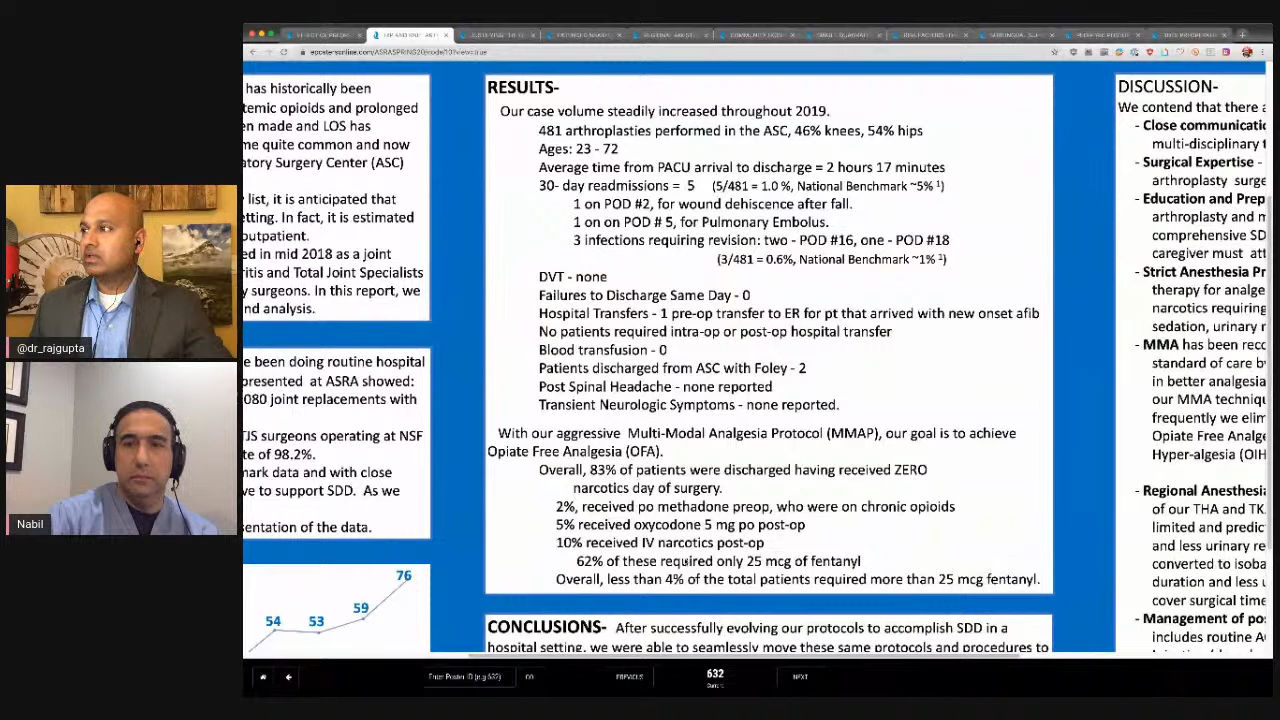 epostersonline.com/ASRASPRING20/node/10?view=true
has historically been
temic opioids and prolonged
en made and LOS has
me quite common and now
atory Surgery Center (ASC)
list, it is anticipated that
etting. In fact, it is estimated
outpatient.
ed in mid 2018 as a joint
ritis and Total Joint Specialists
y surgeons. In this report, we
nd analysis.
e been doing routine hospital
presented at ASRA showed:
080 joint replacements with
TJS surgeons operating at NSF
te of 98.2%.
mark data and with close
ve to support SDD. As we
sentation of the data.
76
59
54
53
RESULTS-
Our case volume steadily increased throughout 2019.
481 arthroplasties performed in the ASC, 46% knees, 54% hips
Ages: 23 - 72
Average time from PACU arrival to discharge = 2 hours 17 minutes
30- day readmissions = 5 (5/481 = 1.0 %, National Benchmark ~5% ¹)
1 on POD #2, for wound dehiscence after fall.
1 on on POD # 5, for Pulmonary Embolus.
3 infections requiring revision: two - POD #16, one - POD #18
(3/481 = 0.6%, National Benchmark ~1% ¹)
DVT - none
Failures to Discharge Same Day - 0
Hospital Transfers - 1 pre-op transfer to ER for pt that arrived with new onset afib
No patients required intra-op or post-op hospital transfer
Blood transfusion - 0
Patients discharged from ASC with Foley - 2
Post Spinal Headache - none reported
Transient Neurologic Symptoms - none reported.
With our aggressive Multi-Modal Analgesia Protocol (MMAP), our goal is to achieve
Opiate Free Analgesia (OFA).
Overall, 83% of patients were discharged having received ZERO
narcotics day of surgery.
2%, received po methadone preop, who were on chronic opioids
5% received oxycodone 5 mg po post-op
10% received IV narcotics post-op
62% of these required only 25 mcg of fentanyl
Overall, less than 4% of the total patients required more than 25 mcg fentanyl.
CONCLUSIONS- After successfully evolving our protocols to accomplish SDD in a
hospital setting, we were able to seamlessly move these same protocols and procedures to
DISCUSSION-
We contend that there a
- Close communicatio
multi-disciplinary t
- Surgical Expertise -
arthroplasty surge
- Education and Prep
arthroplasty and m
comprehensive SD
caregiver must att
- Strict Anesthesia Pr
therapy for analge
narcotics requiring
sedation, urinary r
- MMA has been reco
standard of care b
in better analgesia
our MMA techniqu
frequently we elim
Opiate Free Analge
Hyper-algesia (OIH
- Regional Anesthesia
of our THA and TK
limited and predic
and less urinary re
converted to isoba
duration and less u
cover surgical time
- Management of po
includes routine A
@dr_rajgupta
Nabil
Enter Poster ID (e.g 632)
GO
PREVIOUS
632
Current
NEXT